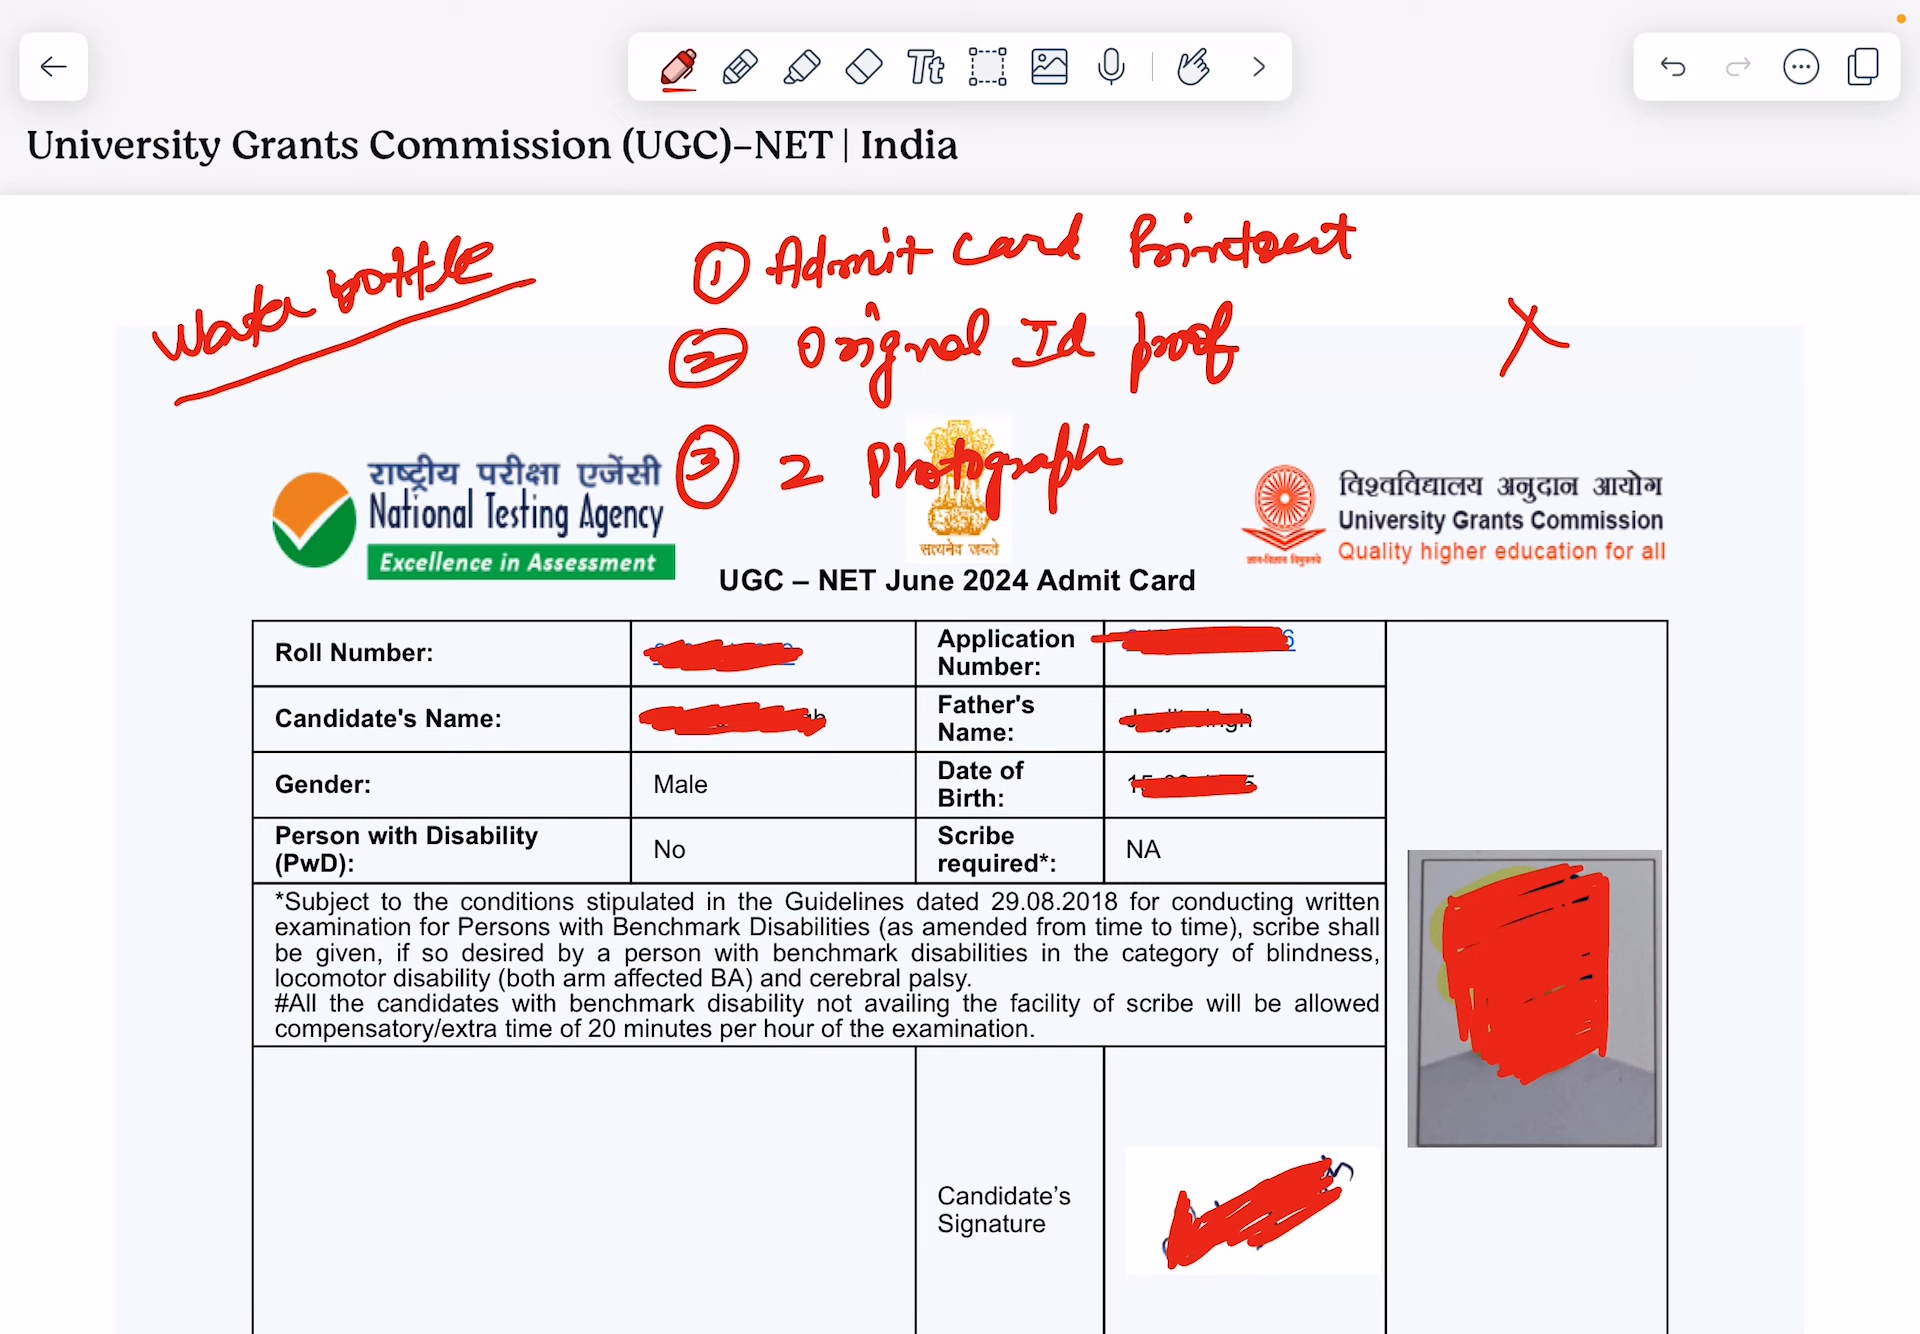 Tt
University Grants Commission (UGC)–NET | India
Water bottle
① Admit Card Printout
② Orignal Id proof
X
③ 2 Photograph
राष्ट्रीय परीक्षा एजेंसी
National Testing Agency
Excellence in Assessment
सत्यमेव जयते
विश्वविद्यालय अनुदान आयोग
University Grants Commission
Quality higher education for all
ज्ञान-विज्ञान विमुक्तये
UGC – NET June 2024 Admit Card
Roll Number:
Application Number: 6
Candidate's Name:
Father's Name:
Gender: Male
Date of Birth:
Person with Disability (PwD): No
Scribe required*: NA
*Subject to the conditions stipulated in the Guidelines dated 29.08.2018 for conducting written
examination for Persons with Benchmark Disabilities (as amended from time to time), scribe shall
be given, if so desired by a person with benchmark disabilities in the category of blindness,
locomotor disability (both arm affected BA) and cerebral palsy.
#All the candidates with benchmark disability not availing the facility of scribe will be allowed
compensatory/extra time of 20 minutes per hour of the examination.
Candidate’s
Signature